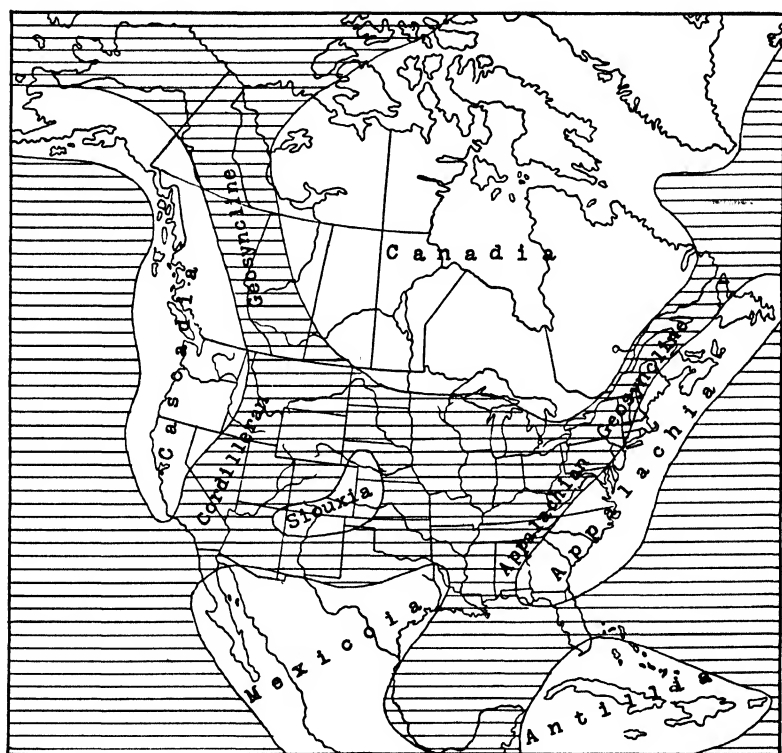 Geosyncline
Canadia
Cascadia
Cordilleran
Siouxia
Appalachian Geosyncline
Appalachia
Mexicoia
Antillia